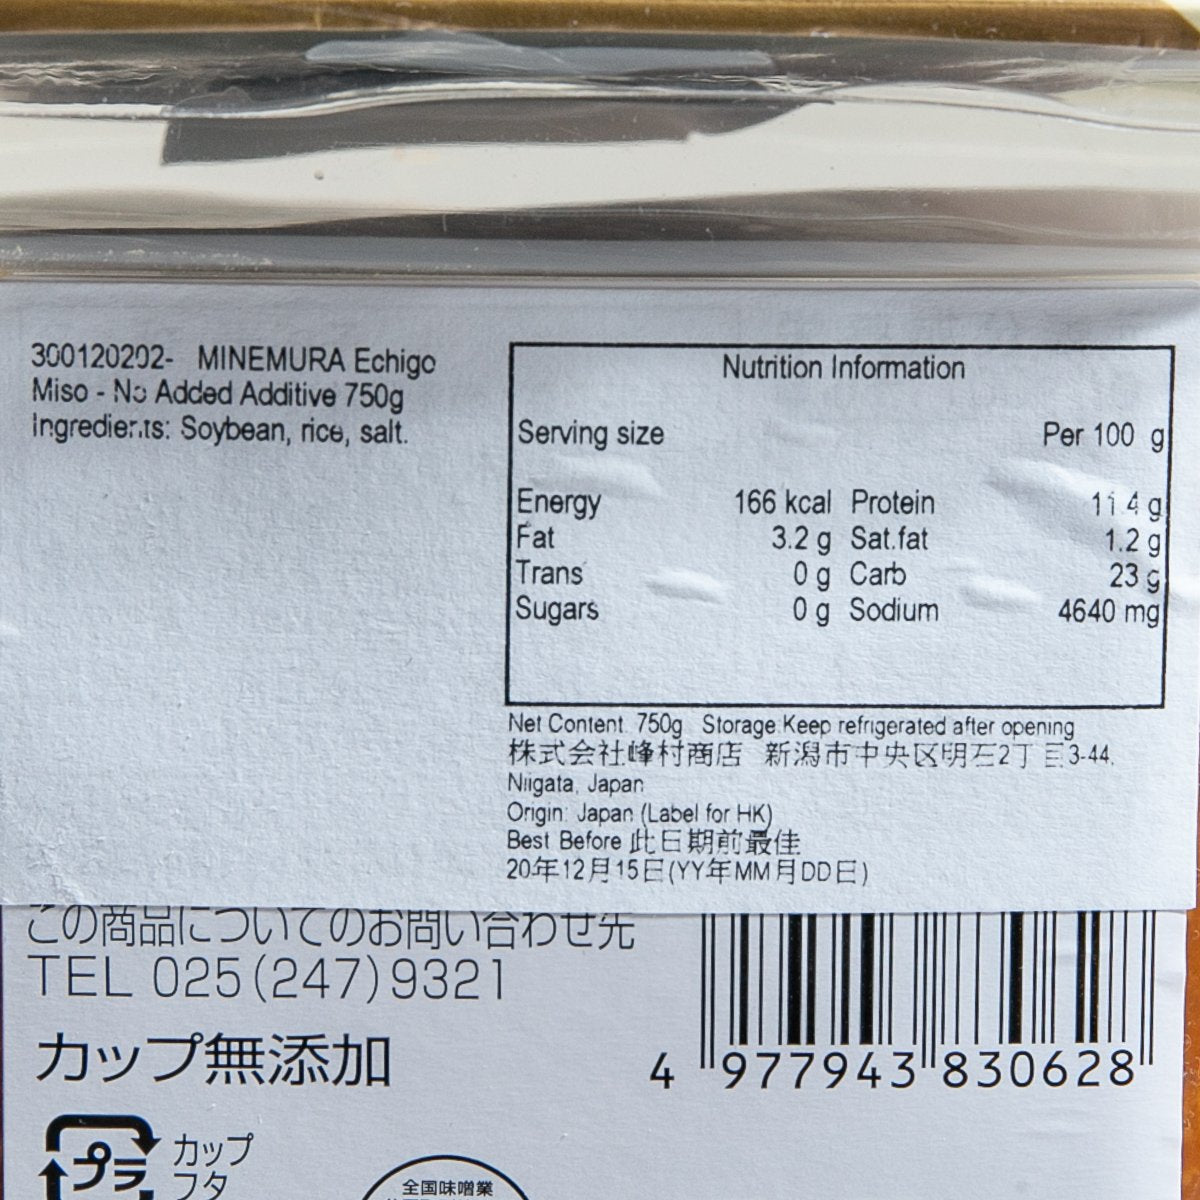 300120202- MINEMURA Echigo
Miso - No Added Additive 750g
Ingredients: Soybean, rice, salt.
Nutrition Information
Serving size Per 100 g
Energy 166 kcal Protein 11.4 g
Fat 3.2 g Sat.fat 1.2 g
Trans 0 g Carb 23 g
Sugars 0 g Sodium 4640 mg
Net Content. 750g Storage:Keep refrigerated after opening
株式会社峰村商店 新潟市中央区明石2丁目3-44,
Niigata, Japan
Origin: Japan (Label for HK)
Best Before 此日期前最佳
20年12月15日(YY年MM月DD日)
この商品についてのお問い合わせ先
TEL 025(247)9321
カップ無添加
4 977943 830628
プラ
カップ
フタ
全国味噌業